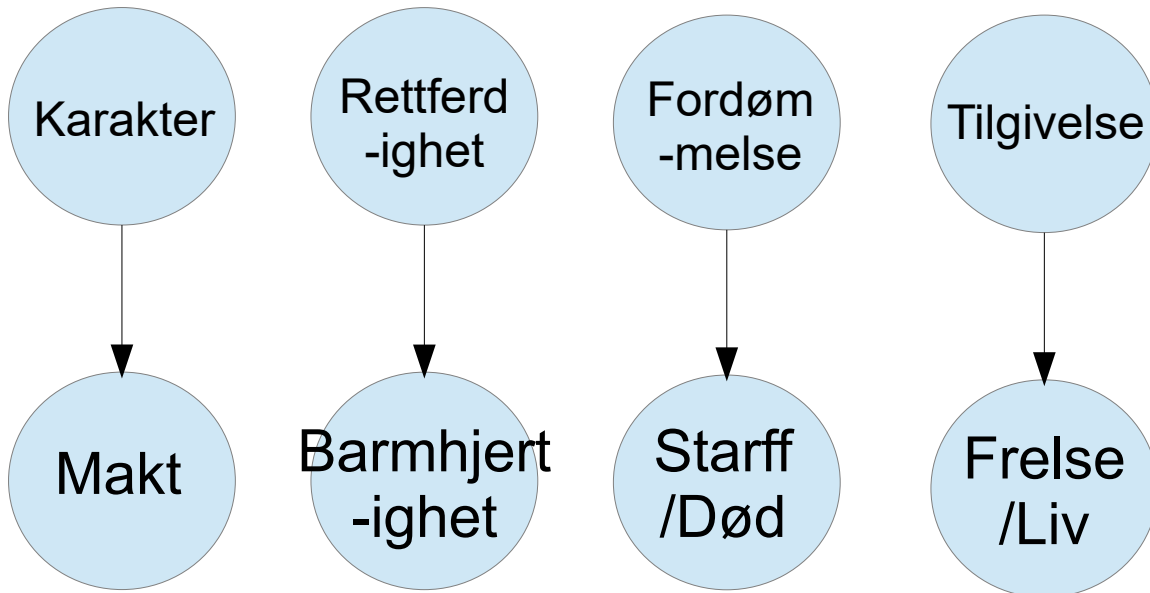 Karakter
Rettferd
-ighet
Fordøm
-melse
Tilgivelse
Makt
Barmhjert
-ighet
Starff
/Død
Frelse
/Liv